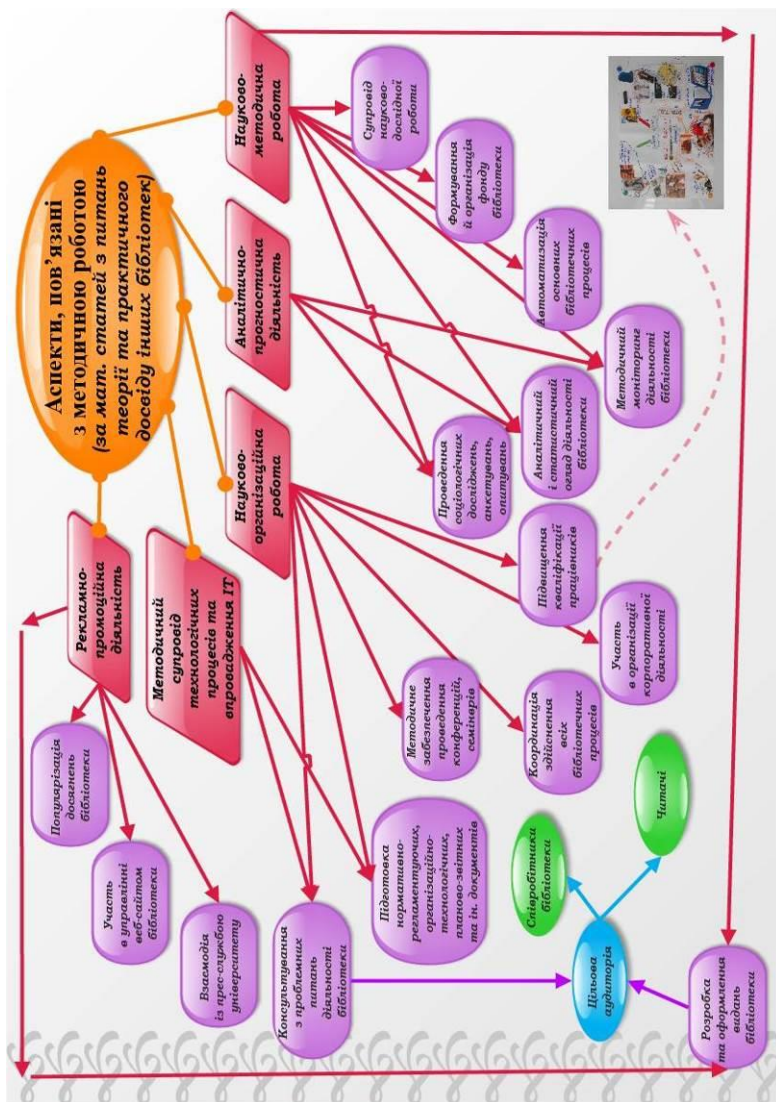 Аспекти, пов’язані
з методичною роботою
(за мат. статей з питань
теорії та практичного
досвіду інших бібліотек)
Рекламно-
промоційна
діяльність
Методичний
супровід
технологічних
процесів та
впровадження ІТ
Науково-
організаційна
робота
Аналітично-
прогностична
діяльність
Науково-
методична
робота
Популярізація
досягнень
бібліотеки
Участь
в управлінні
веб-сайтом
бібліотеки
Взаємодія
із прес-службою
університету
Консультування
з проблемних
питань
діяльності
бібліотеки
Підготовка
нормативно-
регламентуючих,
організаційно-
технологічних,
планово-звітних
та ін. документів
Методичне
забезпечення
проведення
конференцій,
семінрів
Координація
здійснення
всіх
бібліотечних
процесів
Участь
в організації
корпоративної
діяльності
Підвищення
кваліфікації
працівників
Проведення
соціологічних
досліджень,
анкетувань,
опитувань
Аналітичний
і статистичний
огляд діяльності
бібліотеки
Методичний
моніторинг
діяльності
бібліотеки
Автоматизація
основних
бібліотечних
процесів
Формування
й організація
фонду
бібліотеки
Супровід
науково-
дослідної
роботи
Цільова
аудиторія
Співробітники
бібліотеки
Читачі
Розробка
та оформлення
видань
бібліотеки